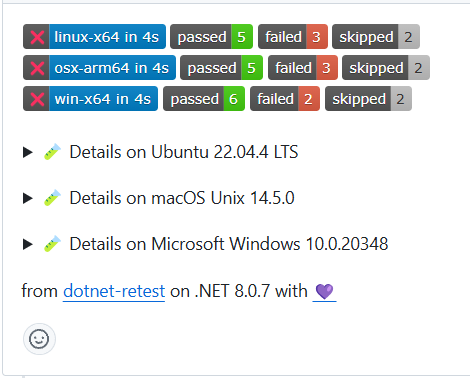 linux-x64 in 4s passed 5 failed 3 skipped 2
osx-arm64 in 4s passed 5 failed 3 skipped 2
win-x64 in 4s passed 6 failed 2 skipped 2
Details on Ubuntu 22.04.4 LTS
Details on macOS Unix 14.5.0
Details on Microsoft Windows 10.0.20348
from dotnet-retest on .NET 8.0.7 with 💜